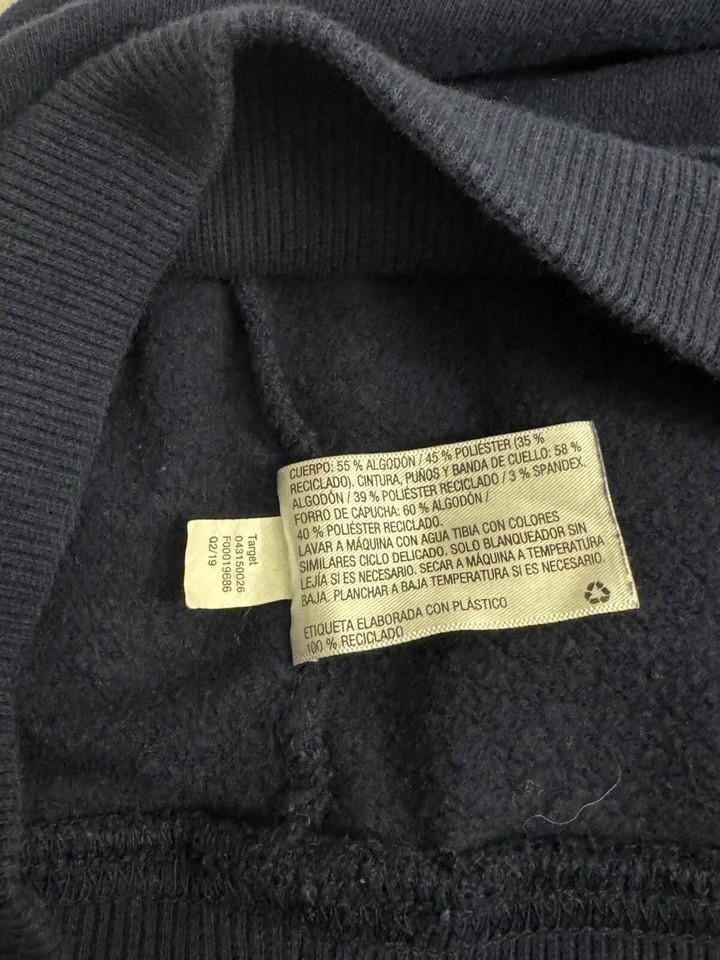 CUERPO: 55 % ALGODÓN / 45 % POLIÉSTER (35 %
RECICLADO). CINTURA, PUÑOS Y BANDA DE CUELLO: 58 %
ALGODÓN / 39 % POLIÉSTER RECICLADO / 3 % SPANDEX.
FORRO DE CAPUCHA: 60 % ALGODÓN /
40 % POLIÉSTER RECICLADO.
LAVAR A MÁQUINA CON AGUA TIBIA CON COLORES
SIMILARES CICLO DELICADO. SOLO BLANQUEADOR SIN
LEJÍA SI ES NECESARIO. SECAR A MÁQUINA A TEMPERATURA
BAJA. PLANCHAR A BAJA TEMPERATURA SI ES NECESARIO.
ETIQUETA ELABORADA CON PLÁSTICO
100 % RECICLADO
Target
043150026
F00019686
Q2/19